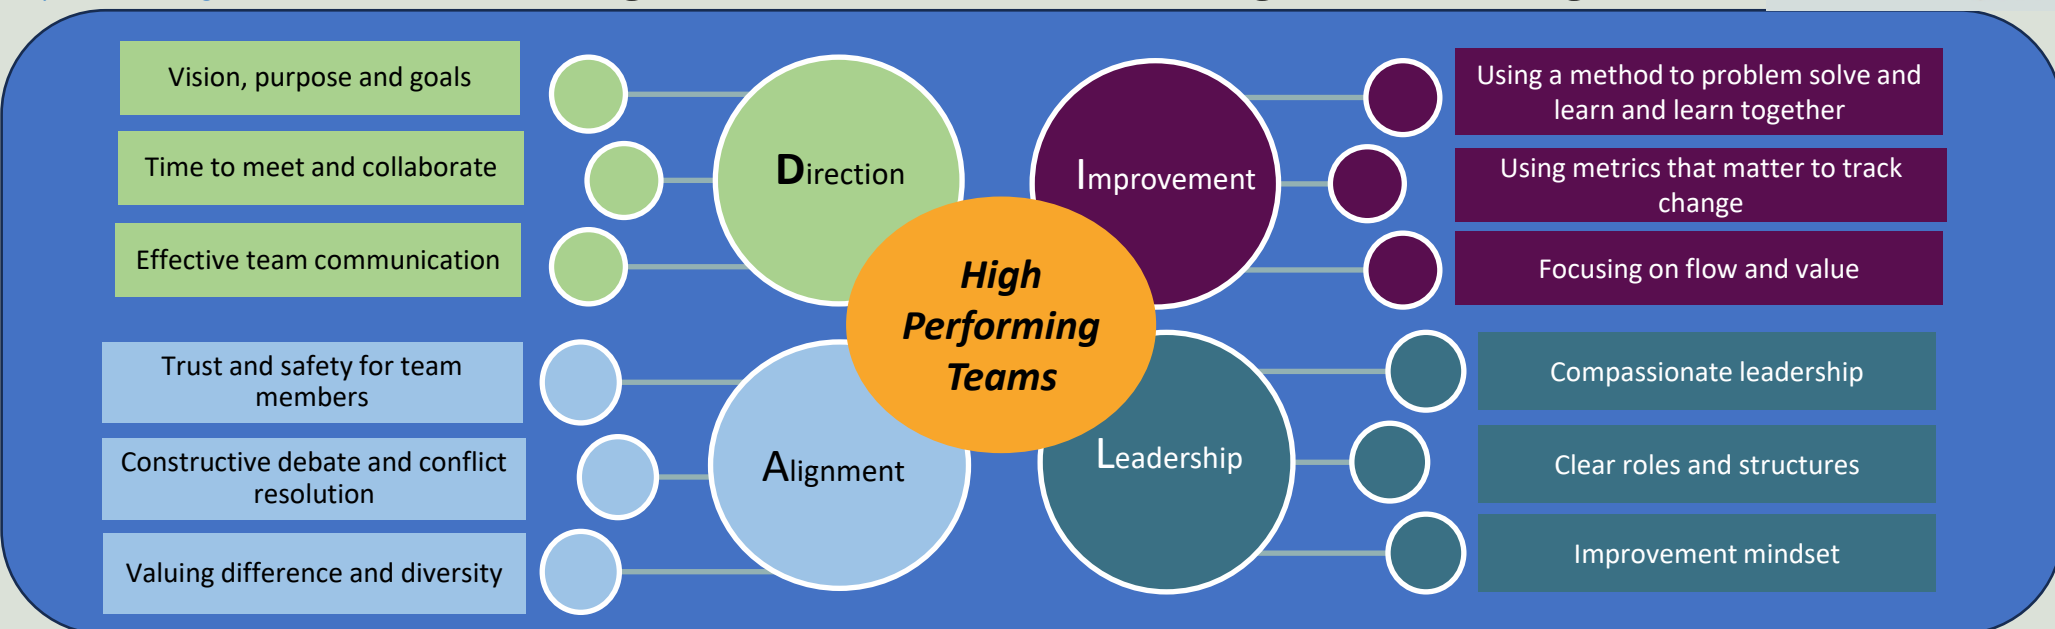 Vision, purpose and goals
Time to meet and collaborate
Effective team communication
Direction
Improvement
Using a method to problem solve and
learn and learn together
Using metrics that matter to track
change
Focusing on flow and value
High
Performing
Teams
Trust and safety for team
members
Constructive debate and conflict
resolution
Valuing difference and diversity
Alignment
Leadership
Compassionate leadership
Clear roles and structures
Improvement mindset